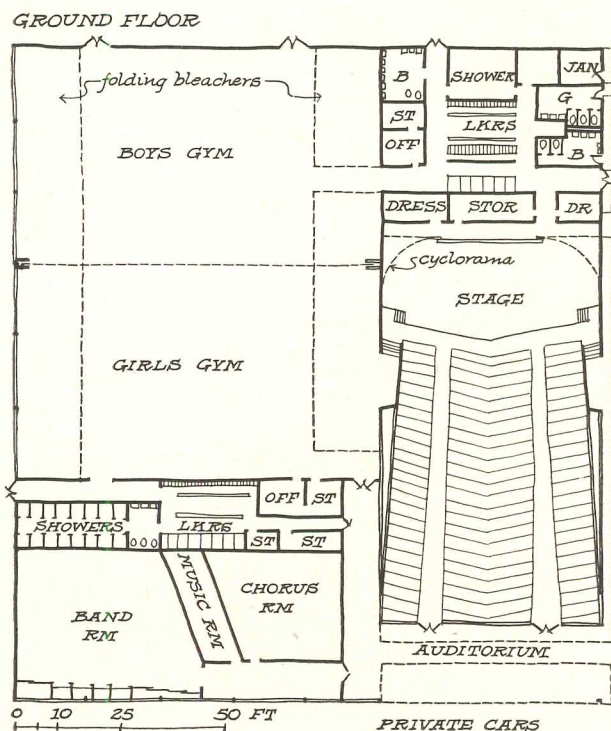 GROUND FLOOR
folding bleachers
B
SHOWER
JAN
G
ST
LKRS
BOYS GYM
OFF
B
DRESS
STOR
DR
cyclorama
STAGE
GIRLS GYM
OFF
ST
SHOWERS
LKRS
ST
ST
MUSIC RM
CHORUS
RM
BAND
RM
AUDITORIUM
0 10 25 50 FT
PRIVATE CARS